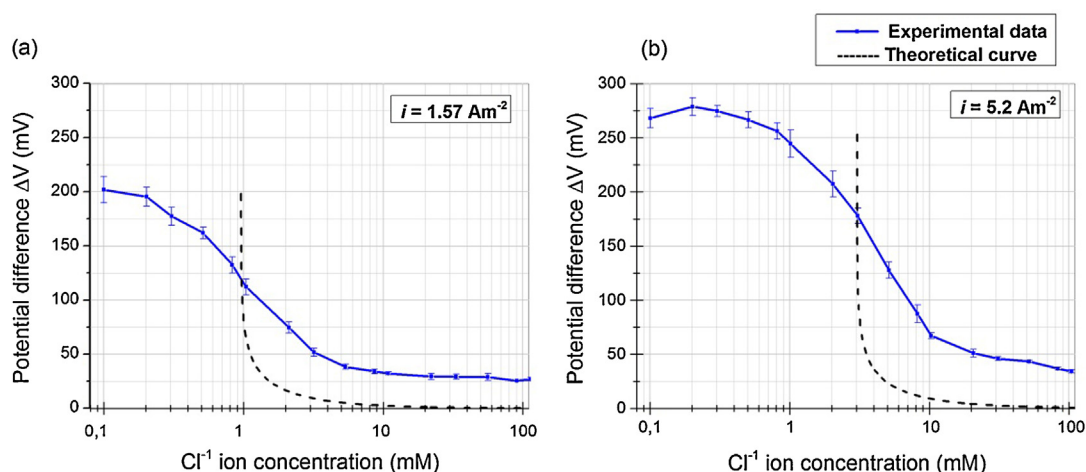 Experimental data
Theoretical curve
(a)
i = 1.57 Am⁻²
Potential difference ΔV (mV)
300
250
200
150
100
50
0
0,1 1 10 100
Cl⁻¹ ion concentration (mM)
(b)
i = 5.2 Am⁻²
Potential difference ΔV (mV)
300
250
200
150
100
50
0
0,1 1 10 100
Cl⁻¹ ion concentration (mM)